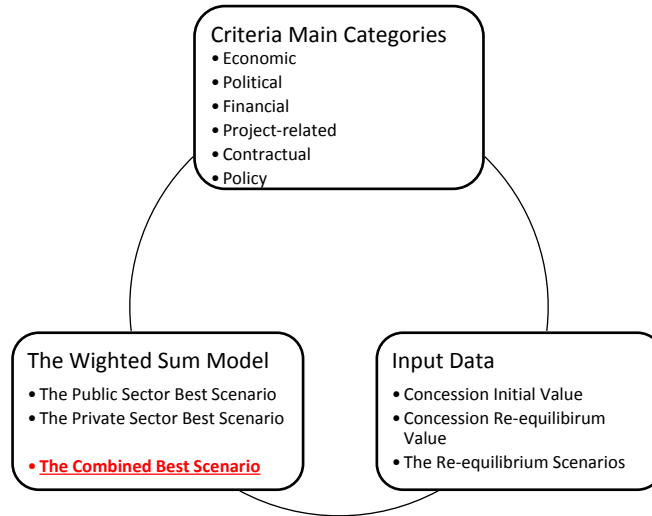 Criteria Main Categories
• Economic
• Political
• Financial
• Project-related
• Contractual
• Policy
The Wighted Sum Model
• The Public Sector Best Scenario
• The Private Sector Best Scenario
• The Combined Best Scenario
Input Data
• Concession Initial Value
• Concession Re-equilibirum
Value
• The Re-equilibrium Scenarios